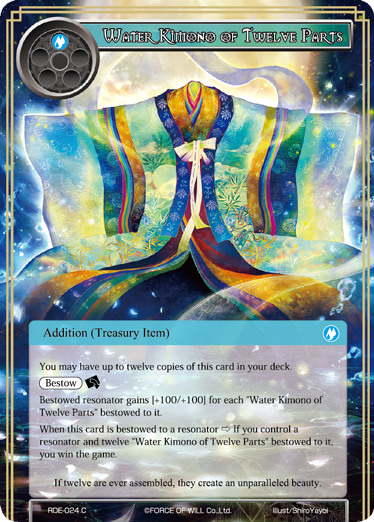 Water Kimono of Twelve Parts
Addition (Treasury Item)
You may have up to twelve copies of this card in your deck.
Bestow
Bestowed resonator gains [+100/+100] for each "Water Kimono of
Twelve Parts" bestowed to it.
When this card is bestowed to a resonator ⇨ If you control a
resonator and twelve "Water Kimono of Twelve Parts" bestowed to it,
you win the game.
If twelve are ever assembled, they create an unparalleled beauty.
RDE-024 C
©FORCE OF WILL Co.,Ltd.
Illust/ShiroYayoi